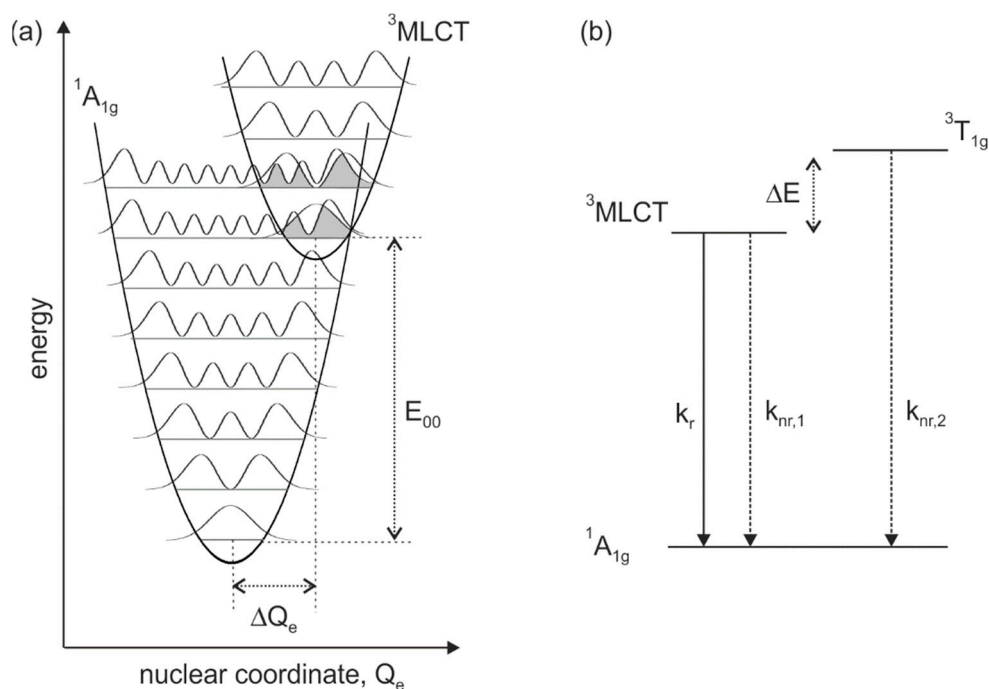 (a)
³MLCT
¹A₁g
energy
E₀₀
ΔQₑ
nuclear coordinate, Qₑ
(b)
³T₁g
ΔE
³MLCT
kᵣ
kₙᵣ,₁
kₙᵣ,₂
¹A₁g